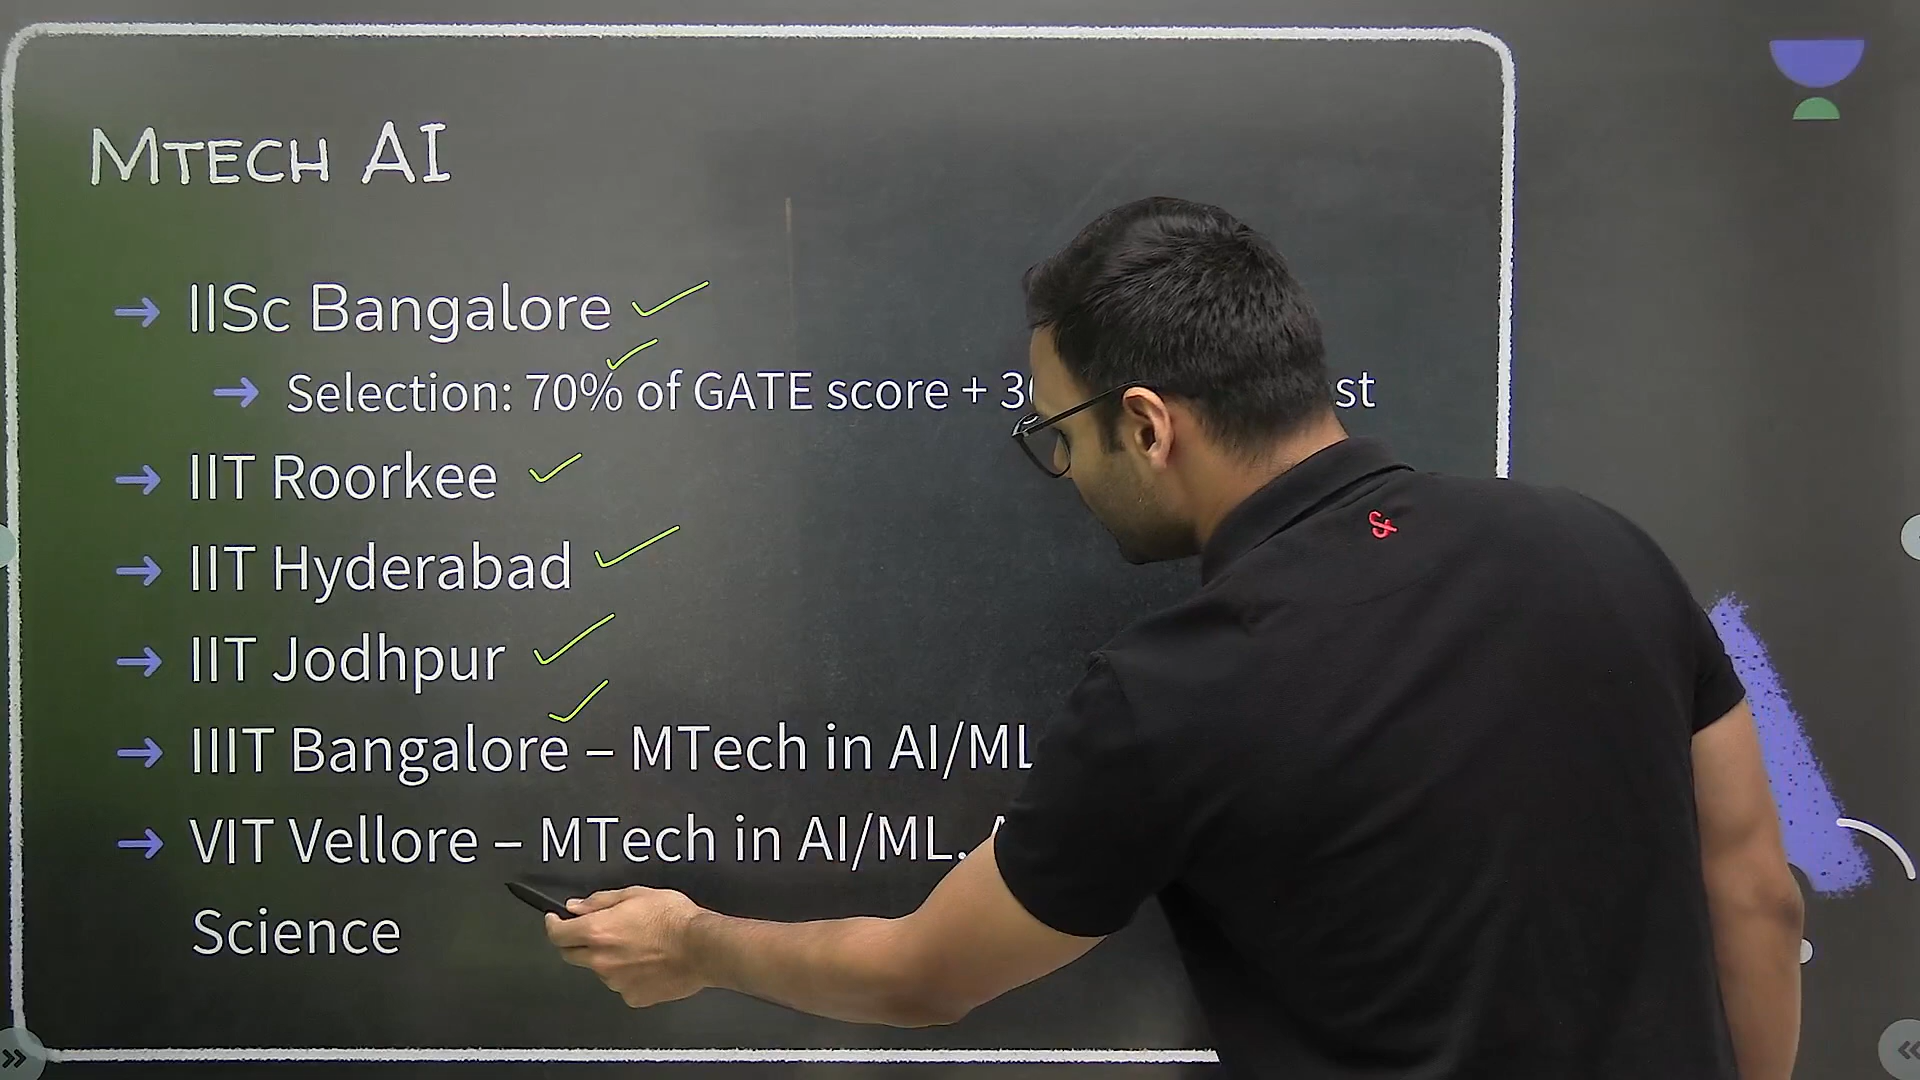 MTECH AI
→ IISc Bangalore
→ Selection: 70% of GATE score + 3 st
→ IIT Roorkee
→ IIT Hyderabad
→ IIT Jodhpur
→ IIIT Bangalore – MTech in AI/ML
→ VIT Vellore – MTech in AI/ML.
Science